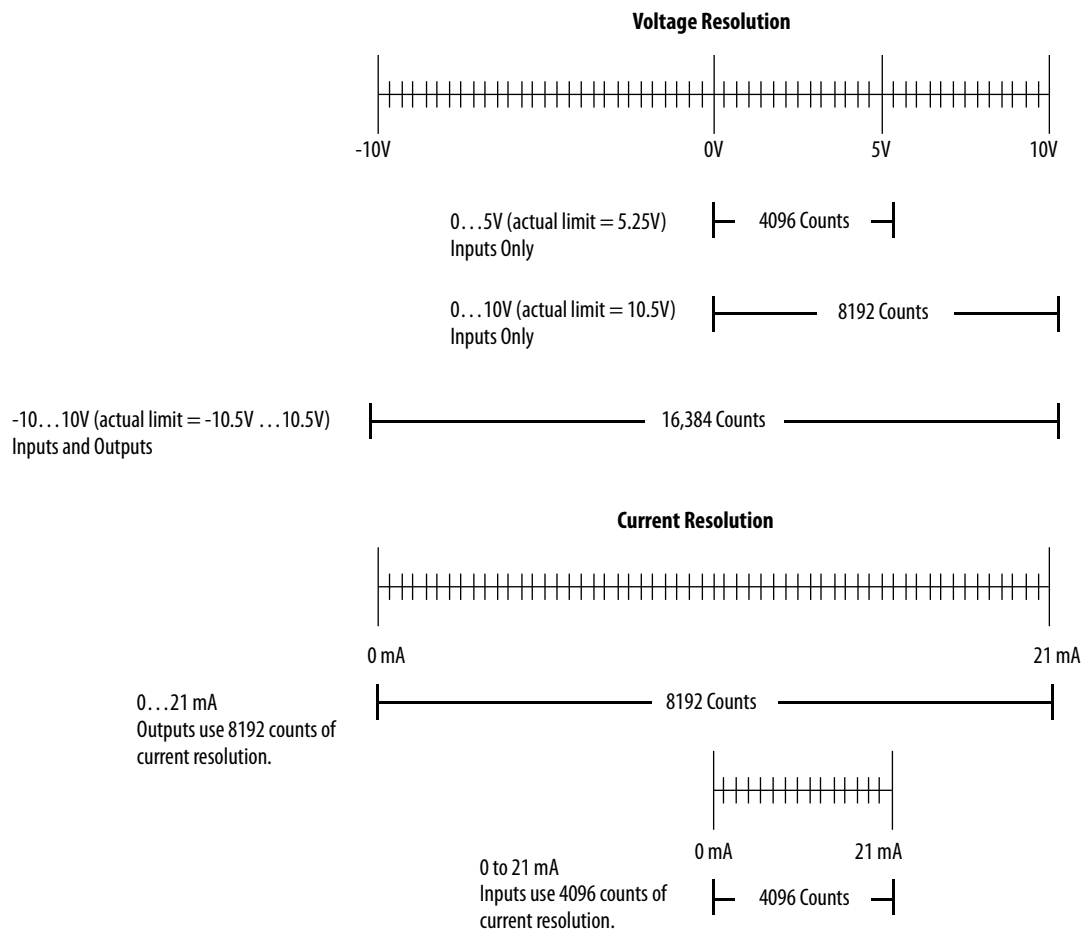 Voltage Resolution
-10V 0V 5V 10V
0…5V (actual limit = 5.25V)
Inputs Only
4096 Counts
0…10V (actual limit = 10.5V)
Inputs Only
8192 Counts
-10…10V (actual limit = -10.5V …10.5V)
Inputs and Outputs
16,384 Counts
Current Resolution
0 mA 21 mA
0…21 mA
Outputs use 8192 counts of
current resolution.
8192 Counts
0 mA 21 mA
0 to 21 mA
Inputs use 4096 counts of
current resolution.
4096 Counts